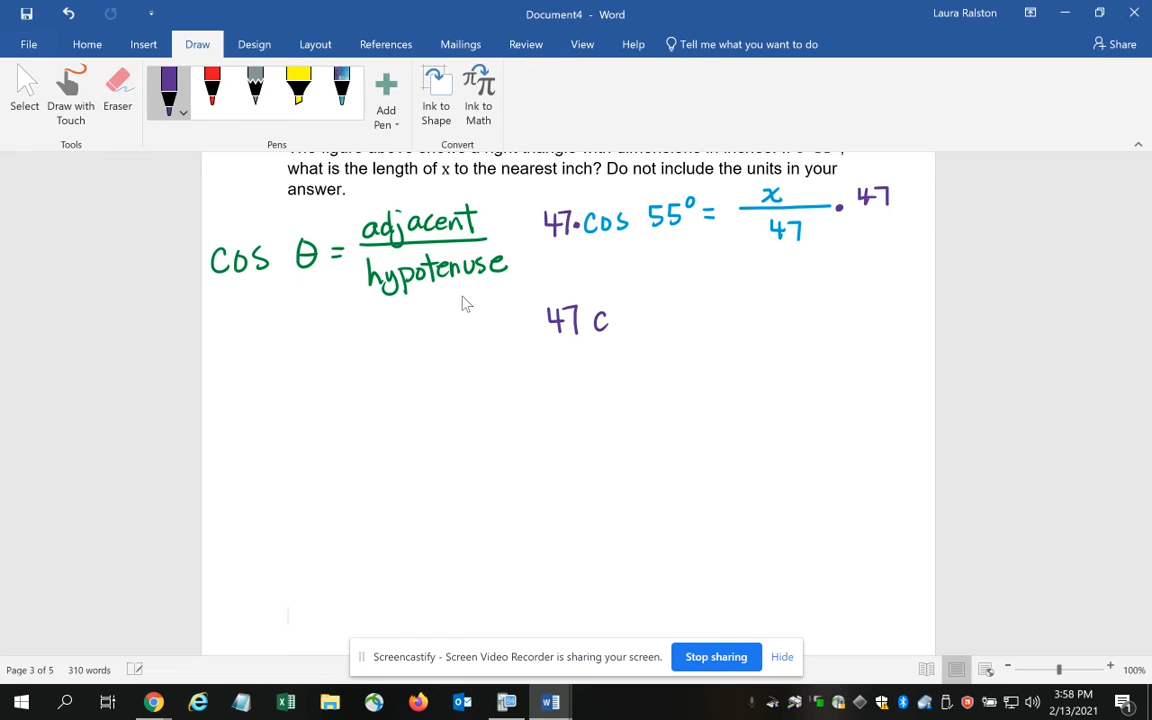 Document4 - Word
Laura Ralston
File Home Insert Draw Design Layout References Mailings Review View Help Tell me what you want to do Share
Select Draw with Touch Eraser Add Pen Ink to Shape Ink to Math
Tools Pens Convert
what is the length of x to the nearest inch? Do not include the units in your
answer.
cos θ = adjacent / hypotenuse
47 • cos 55° = x / 47 • 47
47 c
Screencastify - Screen Video Recorder is sharing your screen. Stop sharing Hide
Page 3 of 5 310 words 100%
3:58 PM
2/13/2021